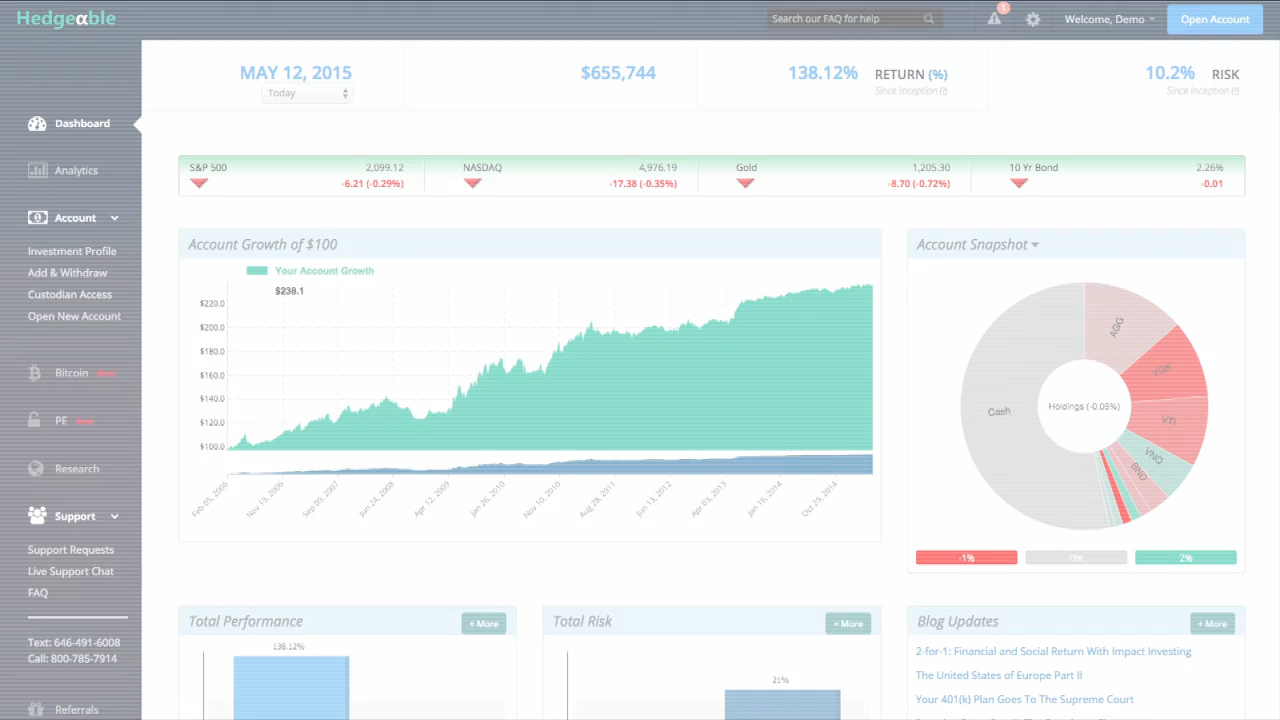 Hedgeαble
Search our FAQ for help
1
Welcome, Demo
Open Account
MAY 12, 2015
Today
$655,744
138.12% RETURN (%)
Since Inception (?)
10.2% RISK
Since Inception (?)
Dashboard
Analytics
Account
Investment Profile
Add & Withdraw
Custodian Access
Open New Account
Bitcoin
PE
Research
Support
Support Requests
Live Support Chat
FAQ
Text: 646-491-6008
Call: 800-785-7914
Referrals
S&P 500 2,099.12
-6.21 (-0.29%)
NASDAQ 4,976.19
-17.38 (-0.35%)
Gold 1,205.30
-8.70 (-0.72%)
10 Yr Bond 2.26%
-0.01
Account Growth of $100
Your Account Growth
$238.1
$220.0
$200.0
$180.0
$160.0
$140.0
$120.0
$100.0
Feb 05, 2006
Nov 19, 2006
Sep 09, 2007
Jun 24, 2008
Apr 12, 2009
Jan 26, 2010
Nov 10, 2010
Aug 28, 2011
Jun 13, 2012
Apr 03, 2013
Jan 16, 2014
Oct 29, 2014
Account Snapshot
AGG
VGK
VTI
VNQ
BND
Cash
Holdings (-0.05%)
-1%
0%
2%
Total Performance
+ More
138.12%
Total Risk
+ More
21%
Blog Updates
+ More
2-for-1: Financial and Social Return With Impact Investing
The United States of Europe Part II
Your 401(k) Plan Goes To The Supreme Court